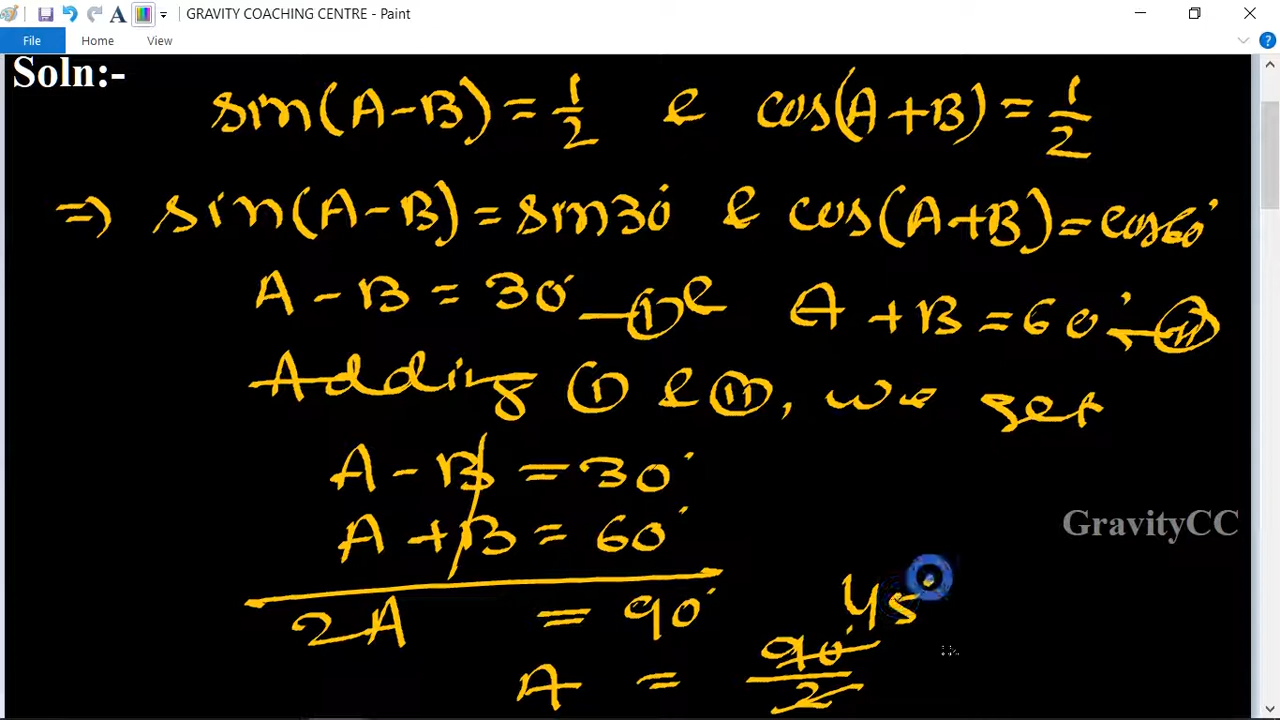 GRAVITY COACHING CENTRE - Paint
File Home View
Soln:-
sin(A-B) = 1/2 & cos(A+B) = 1/2
=> sin(A-B) = sin30° & cos(A+B) = cos60°
A - B = 30° —(I) & A + B = 60° —(II)
Adding (I) & (II), we get
A - B = 30°
A + B = 60°
GravityCC
2A = 90°
45°
A = 90°/2